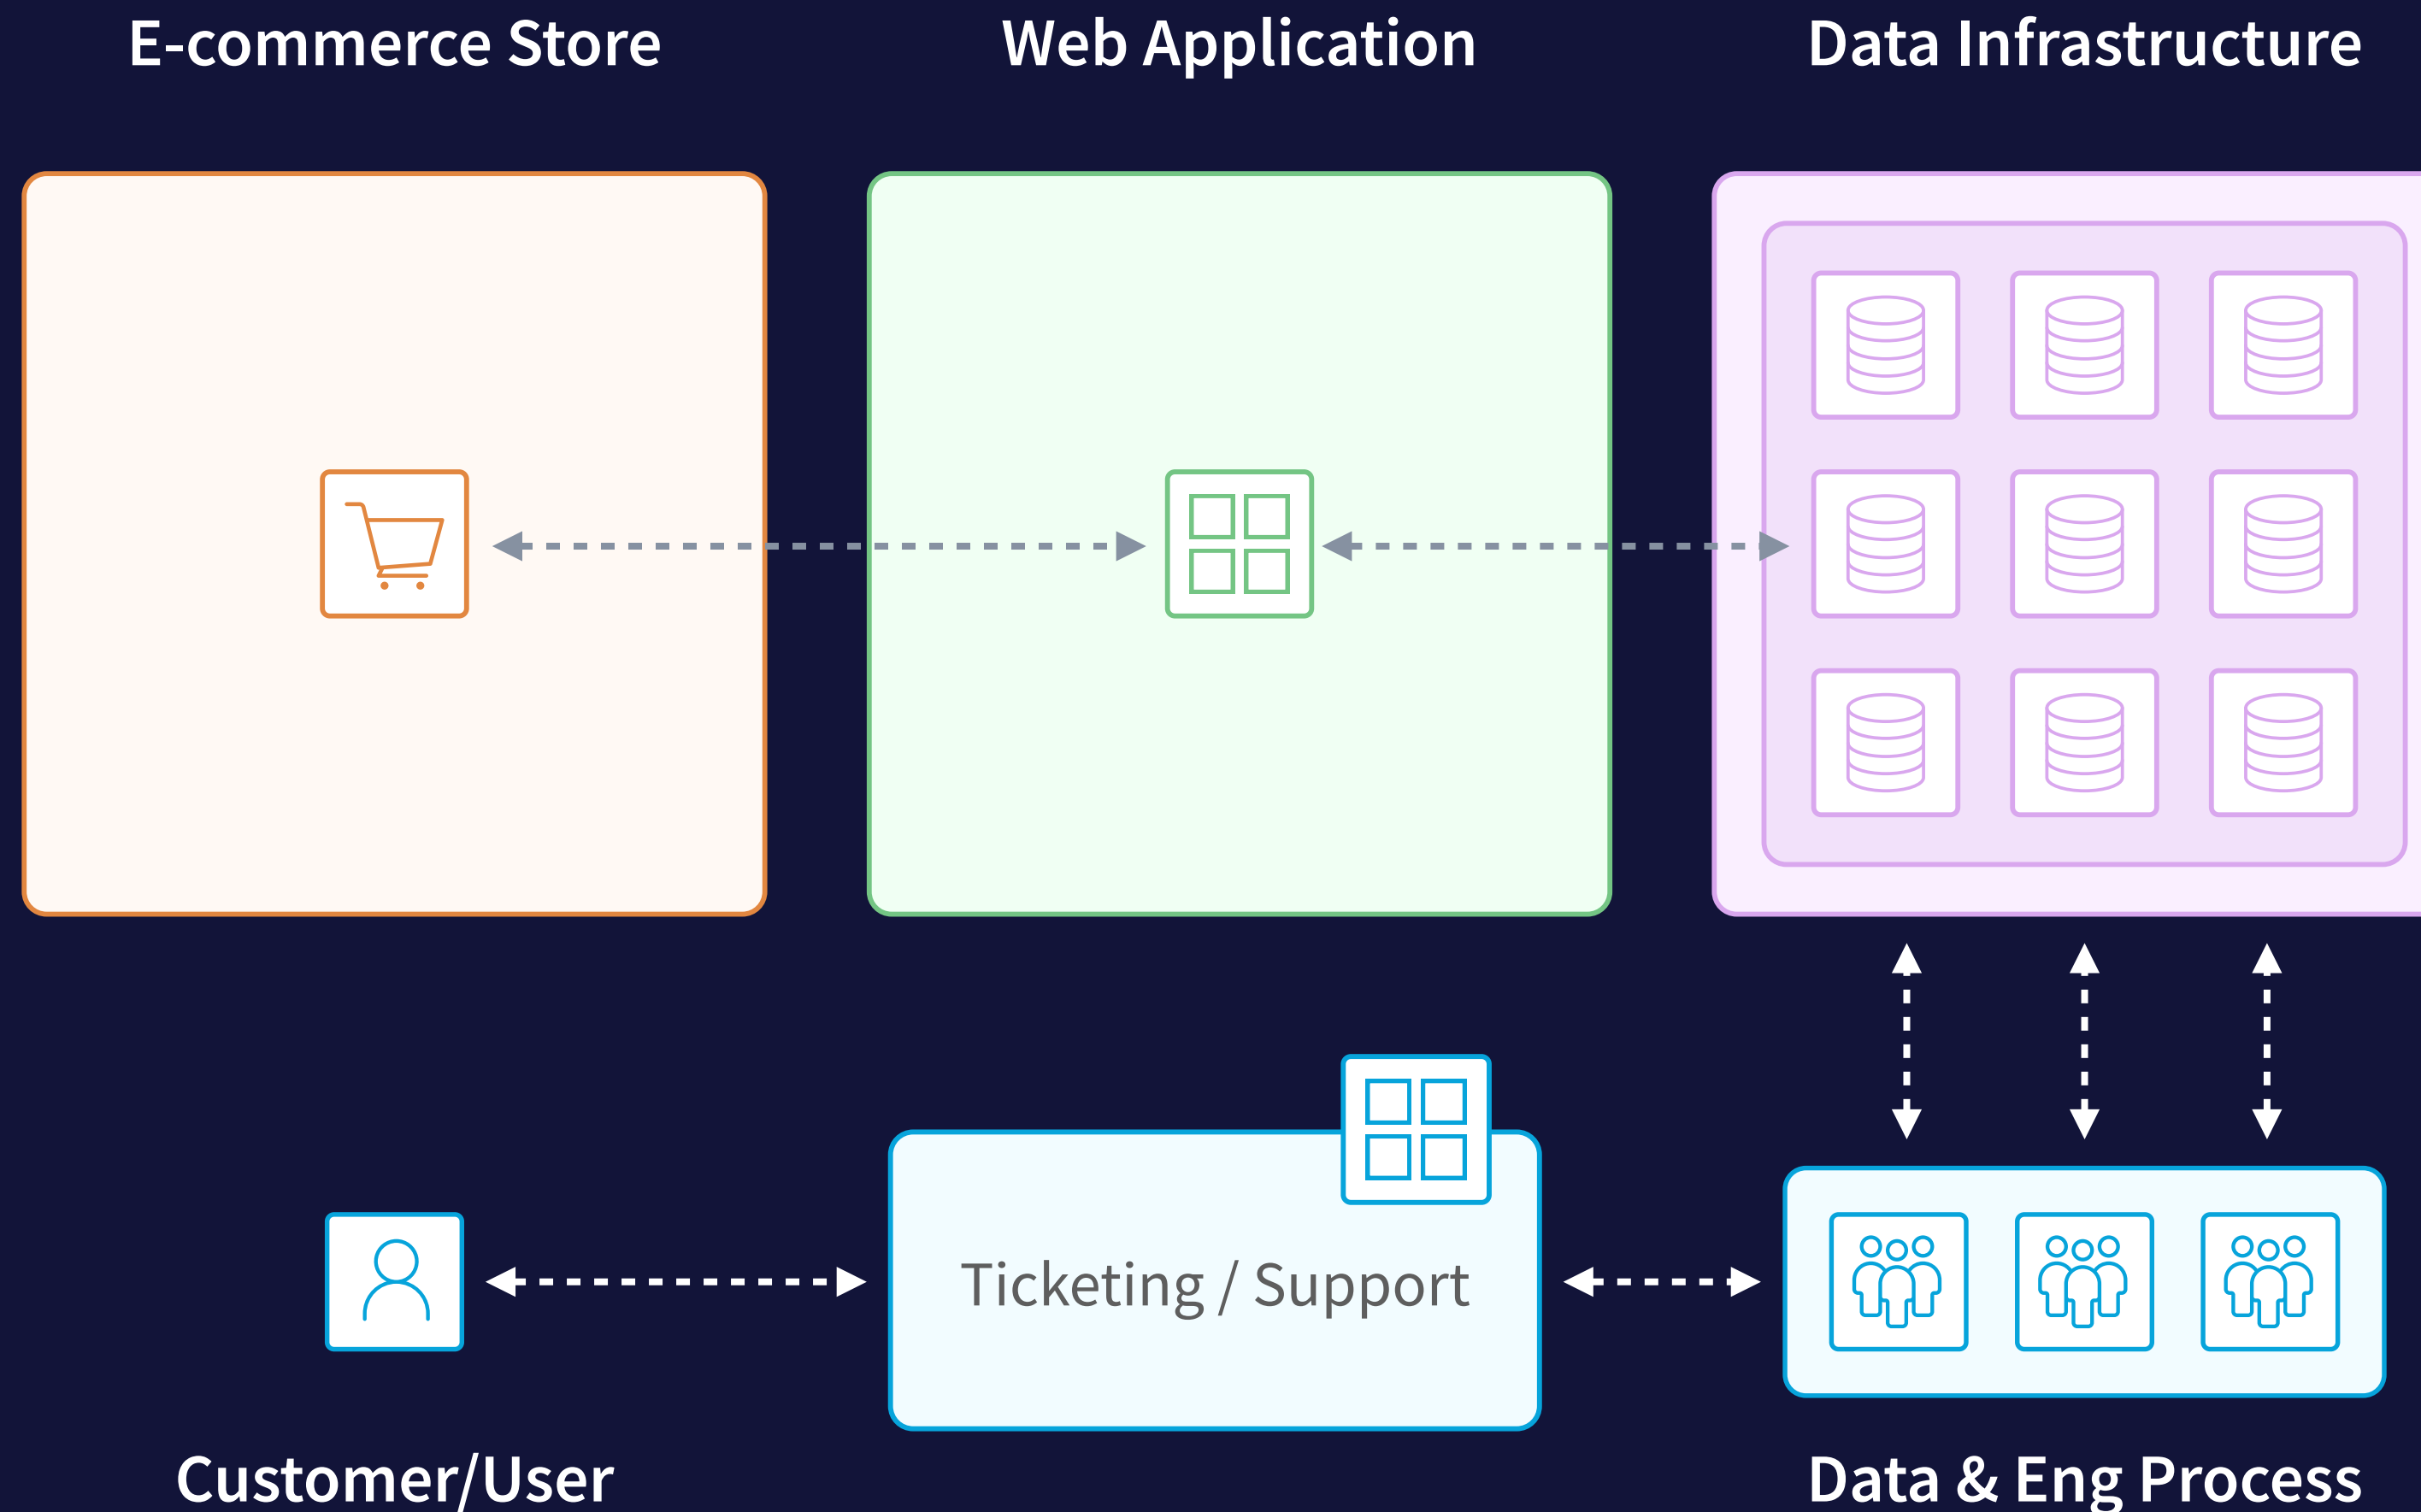 E-commerce Store
Web Application
Data Infrastructure
Ticketing/ Support
Customer/User
Data & Eng Process